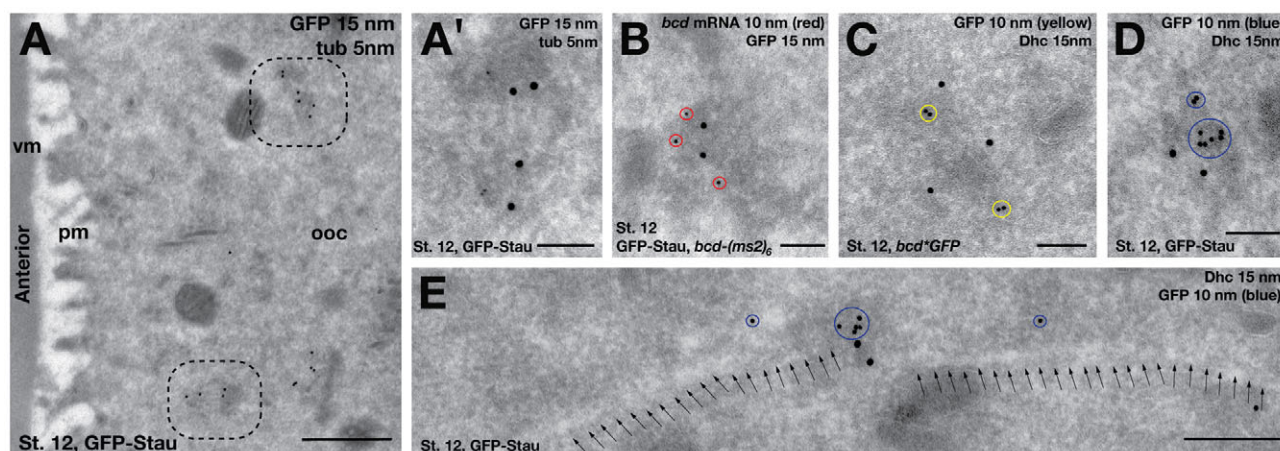 A
GFP 15 nm
tub 5nm
vm
pm
ooc
Anterior
St. 12, GFP-Stau
A'
GFP 15 nm
tub 5nm
St. 12, GFP-Stau
B
bcd mRNA 10 nm (red)
GFP 15 nm
St. 12
GFP-Stau, bcd-(ms2)₆
C
GFP 10 nm (yellow)
Dhc 15nm
St. 12, bcd*GFP
D
GFP 10 nm (blue)
Dhc 15nm
St. 12, GFP-Stau
E
Dhc 15 nm
GFP 10 nm (blue)
St. 12, GFP-Stau